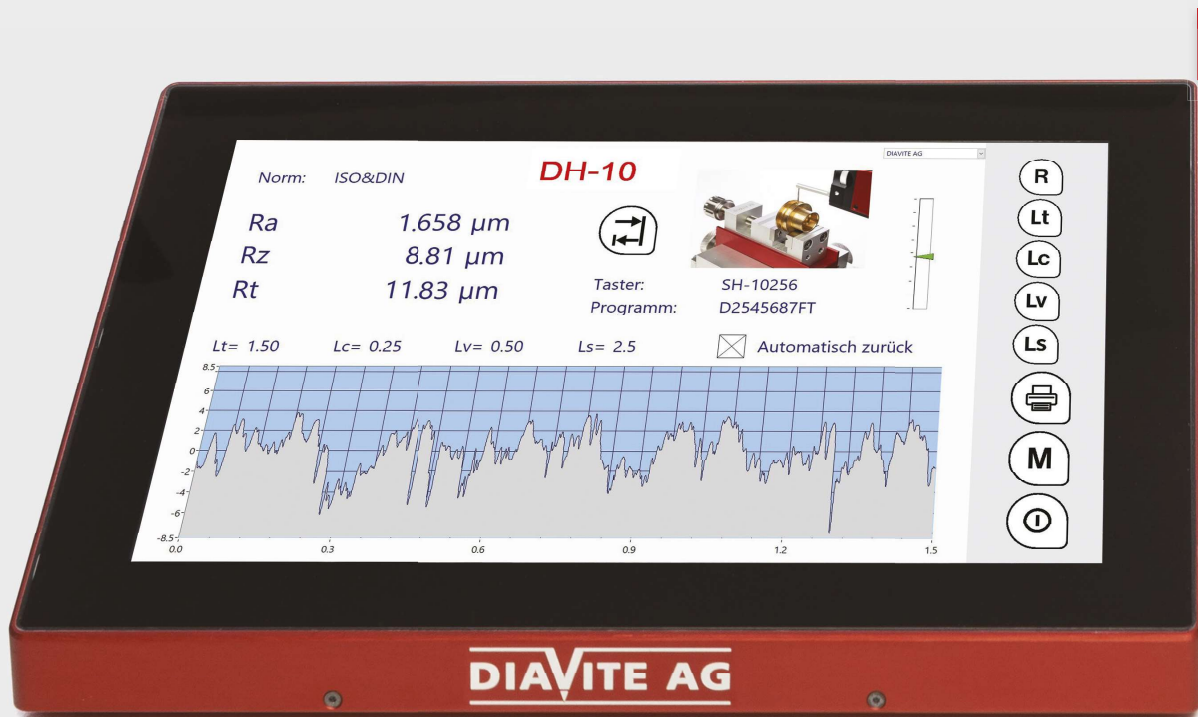 DH-10
DIAVITE AG
Norm: ISO&DIN
Ra 1.658 µm
Rz 8.81 µm
Rt 11.83 µm
Taster: SH-10256
Programm: D2545687FT
Lt= 1.50 Lc= 0.25 Lv= 0.50 Ls= 2.5 Automatisch zurück
8.5
6
4
2
0
-2
-4
-6
-8.5
0.0 0.3 0.6 0.9 1.2 1.5
R
Lt
Lc
Lv
Ls
M
DIAVITE AG